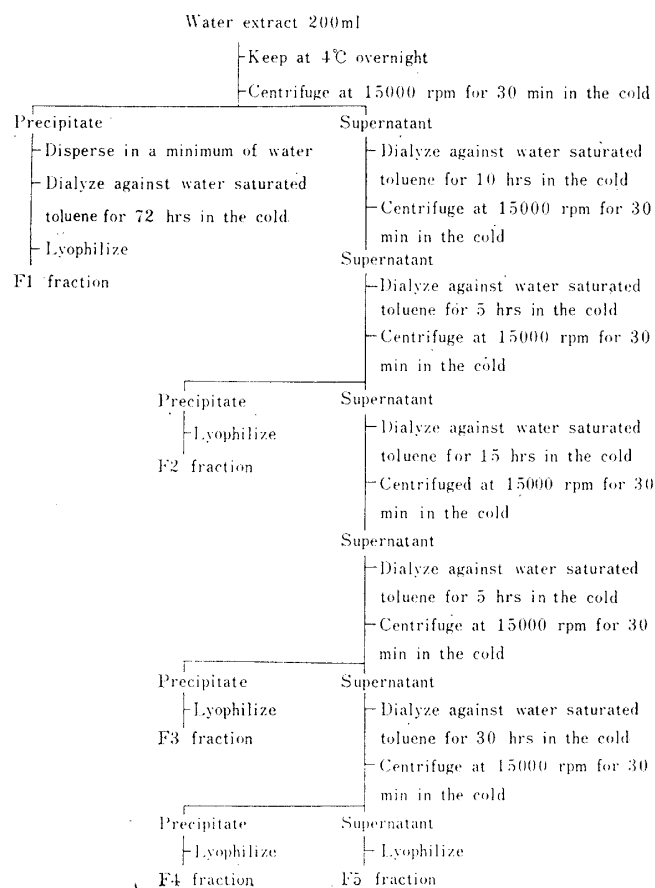 Water extract 200ml
Keep at 4℃ overnight
Centrifuge at 15000 rpm for 30 min in the cold
Precipitate
Disperse in a minimum of water
Dialyze against water saturated
toluene for 72 hrs in the cold.
Lyophilize
F1 fraction
Supernatant
Dialyze against water saturated
toluene for 10 hrs in the cold
Centrifuge at 15000 rpm for 30
min in the cold
Supernatant
Dialyze against water saturated
toluene for 5 hrs in the cold
Centrifuge at 15000 rpm for 30
min in the cold
Precipitate
Lyophilize
F2 fraction
Supernatant
Dialyze against water saturated
toluene for 15 hrs in the cold
Centrifuged at 15000 rpm for 30
min in the cold
Supernatant
Dialyze against water saturated
toluene for 5 hrs in the cold
Centrifuge at 15000 rpm for 30
min in the cold
Precipitate
Lyophilize
F3 fraction
Supernatant
Dialyze against water saturated
toluene for 30 hrs in the cold
Centrifuge at 15000 rpm for 30
min in the cold
Precipitate
Lyophilize
F4 fraction
Supernatant
Lyophilize
F5 fraction